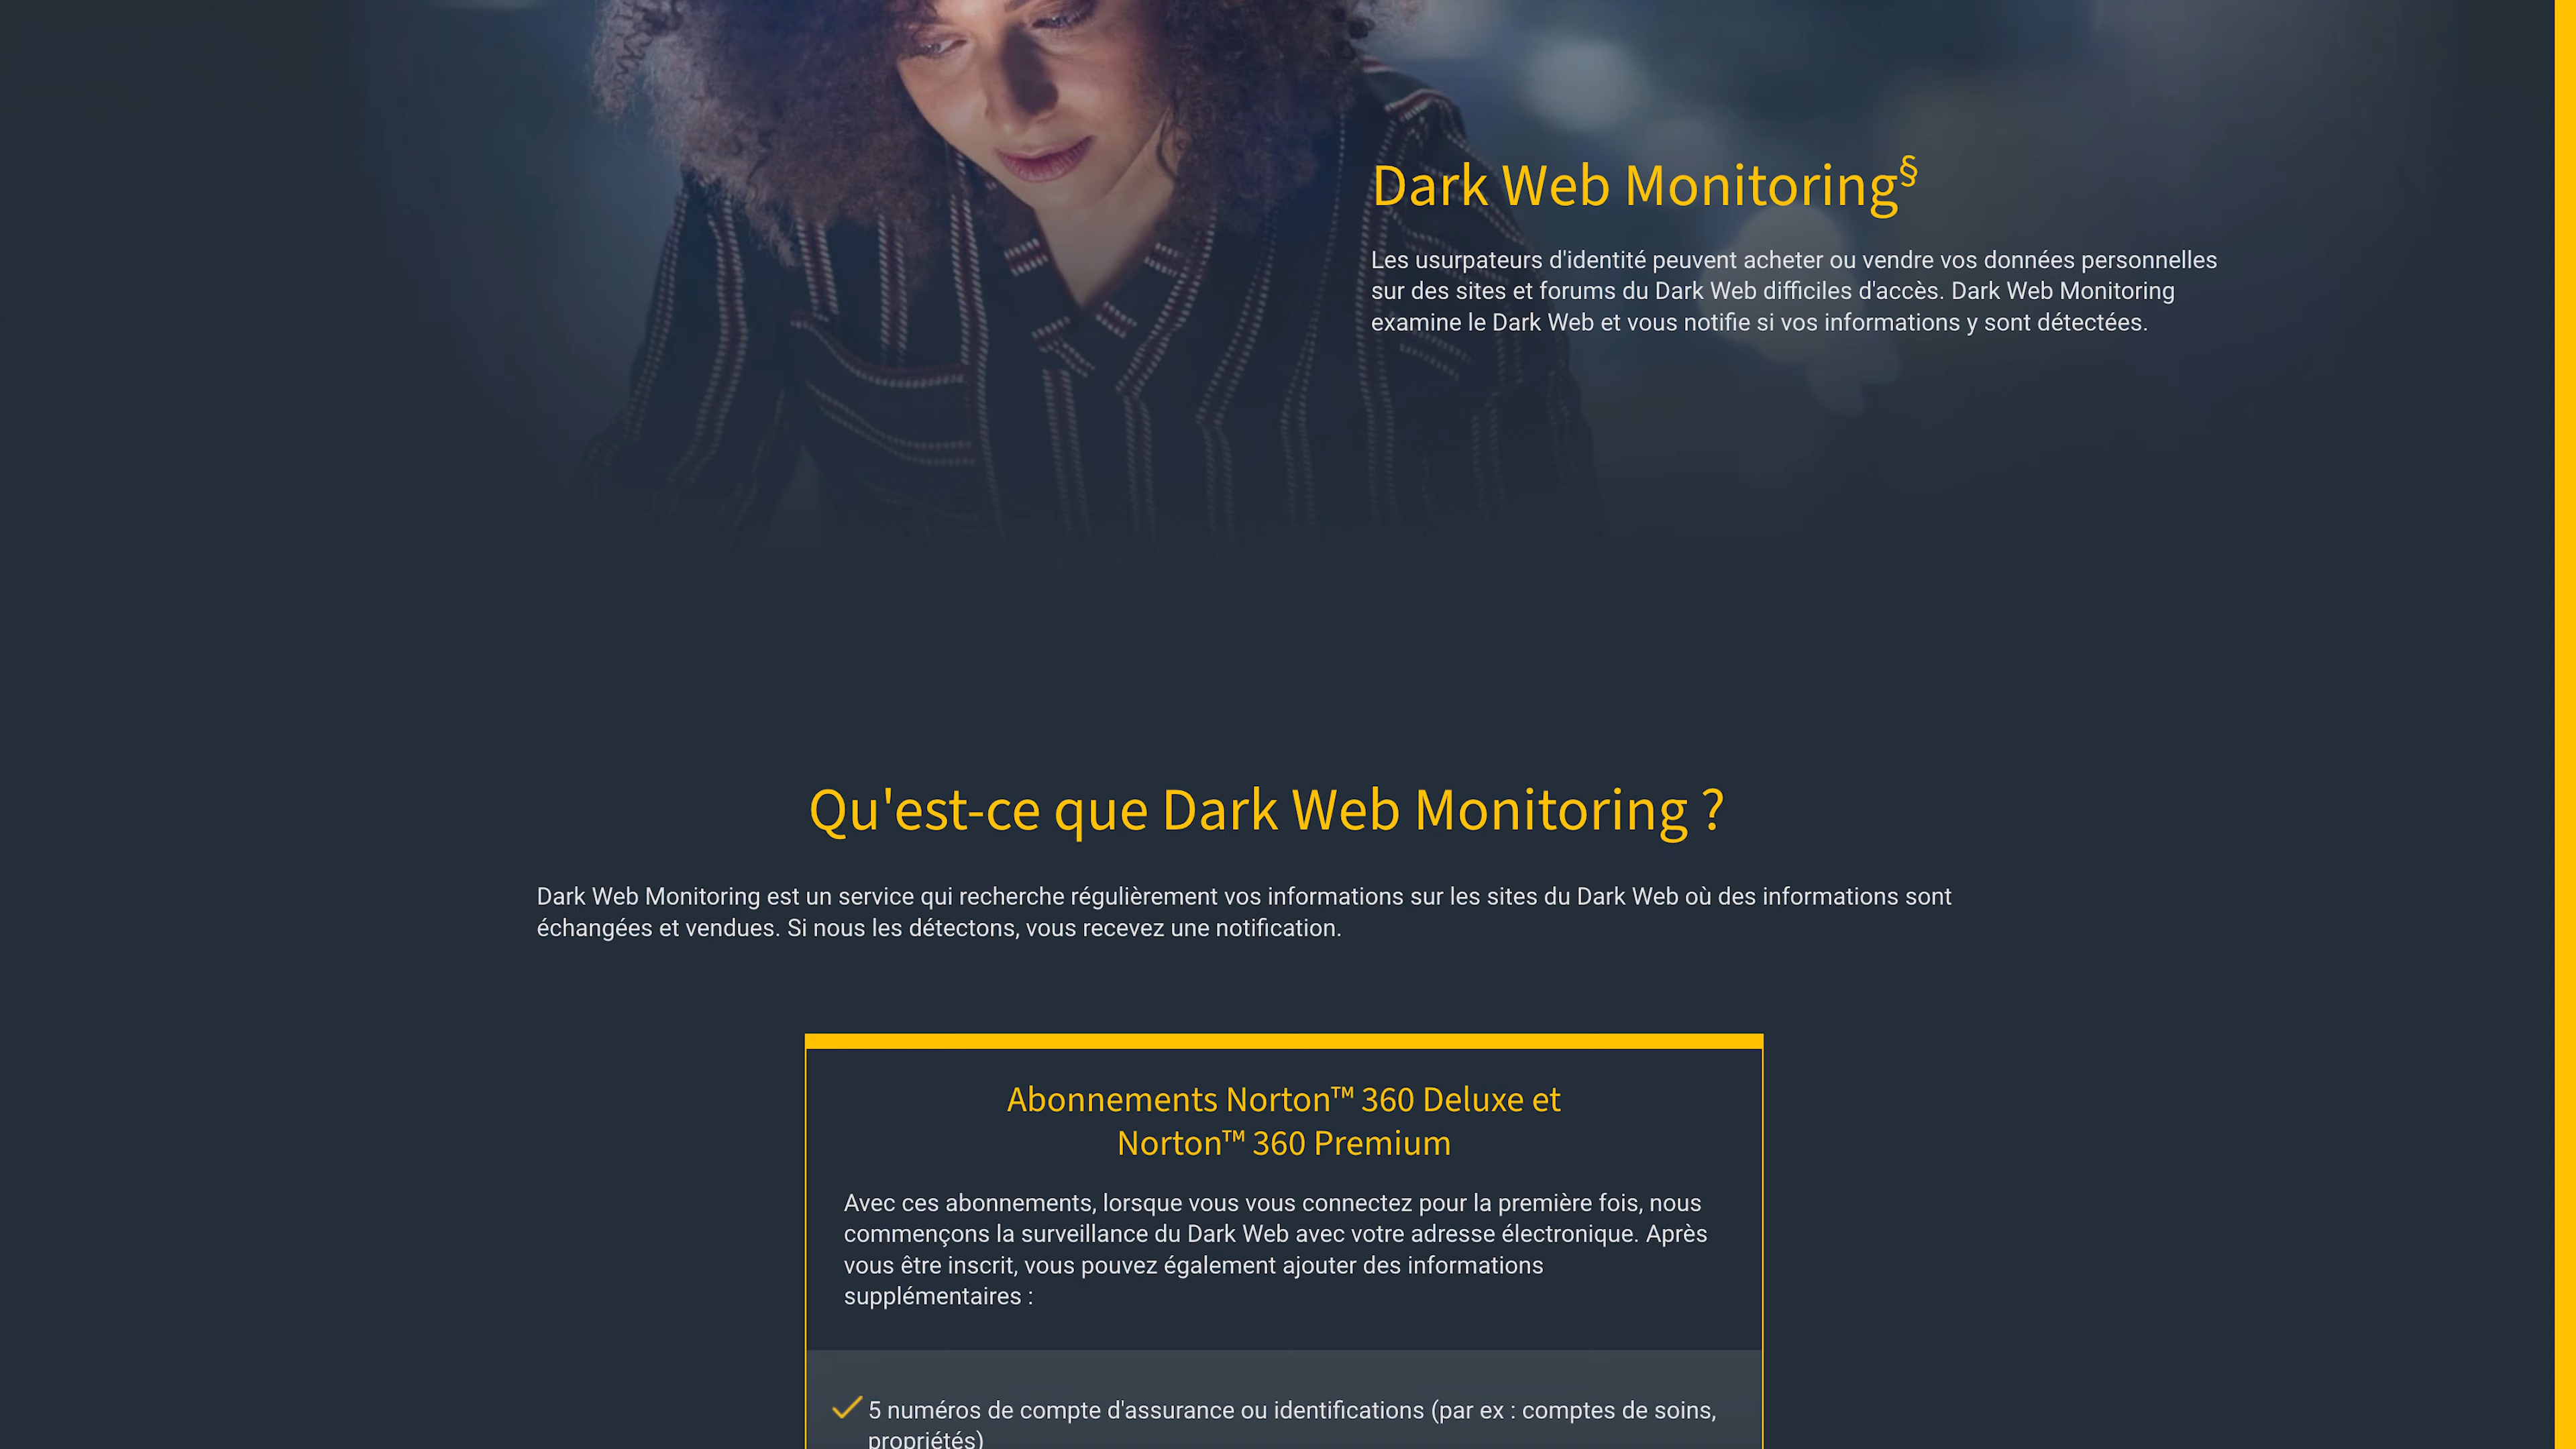 Dark Web Monitoring§
Les usurpateurs d'identité peuvent acheter ou vendre vos données personnelles
sur des sites et forums du Dark Web difficiles d'accès. Dark Web Monitoring
examine le Dark Web et vous notifie si vos informations y sont détectées.
Qu'est-ce que Dark Web Monitoring ?
Dark Web Monitoring est un service qui recherche régulièrement vos informations sur les sites du Dark Web où des informations sont
échangées et vendues. Si nous les détectons, vous recevez une notification.
Abonnements Norton™ 360 Deluxe et
Norton™ 360 Premium
Avec ces abonnements, lorsque vous vous connectez pour la première fois, nous
commençons la surveillance du Dark Web avec votre adresse électronique. Après
vous être inscrit, vous pouvez également ajouter des informations
supplémentaires :
5 numéros de compte d'assurance ou identifications (par ex : comptes de soins,
propriétés)